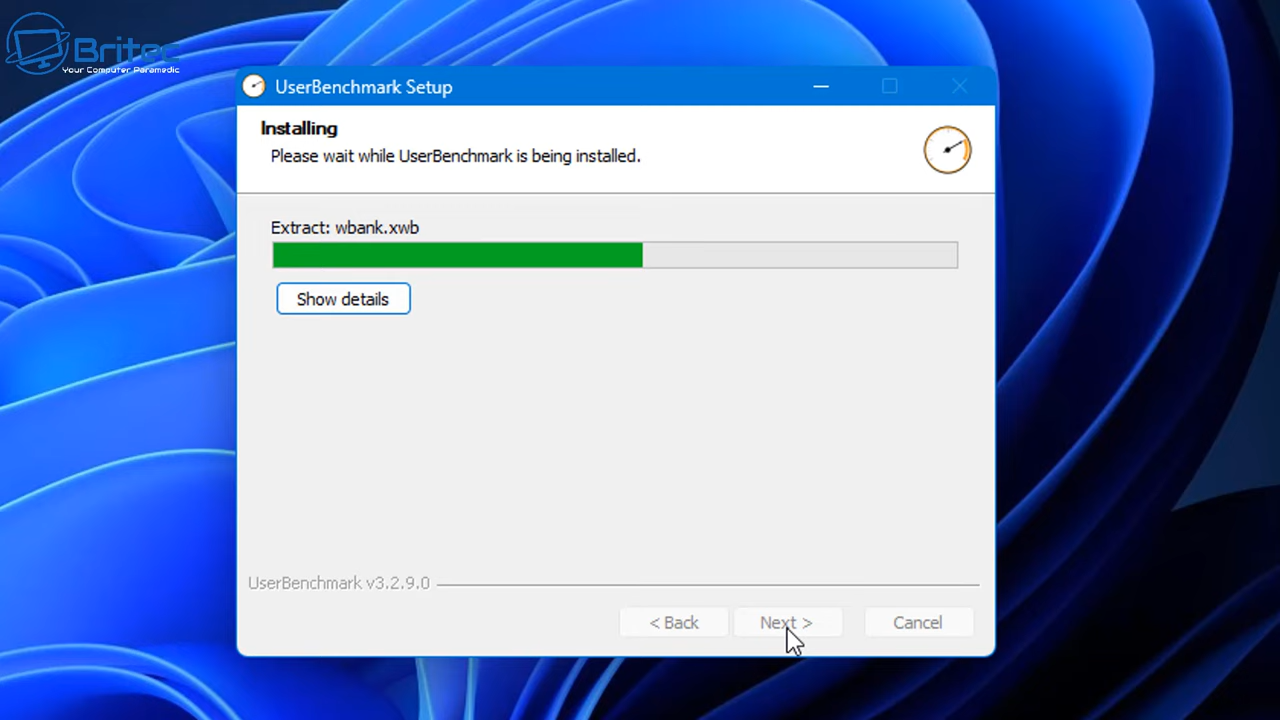 Britec
Your Computer Paramedic
UserBenchmark Setup
Installing
Please wait while UserBenchmark is being installed.
Extract: wbank.xwb
Show details
UserBenchmark v3.2.9.0
< Back
Next >
Cancel